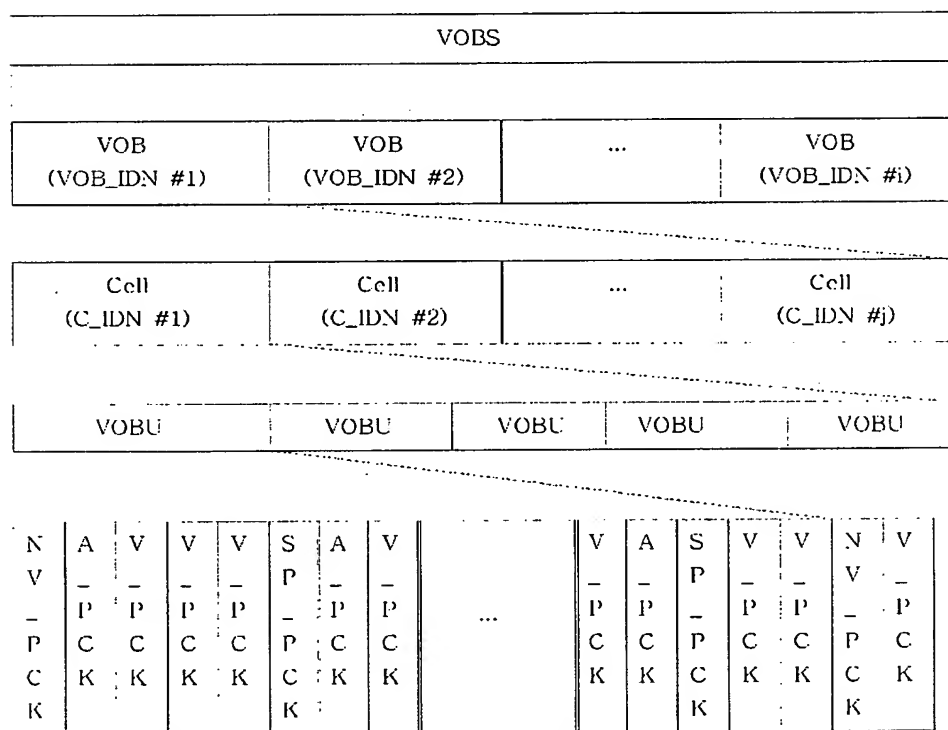 VOBS
VOB VOB ... VOB
(VOB_IDN #1) (VOB_IDN #2) (VOB_IDN #i)
Cell Cell ... Cell
(C_IDN #1) (C_IDN #2) (C_IDN #j)
VOBU VOBU VOBU VOBU VOBU
NV_PCK A_PCK V_PCK V_PCK V_PCK SP_PCK A_PCK V_PCK ... V_PCK A_PCK SP_PCK V_PCK V_PCK NV_PCK V_PCK